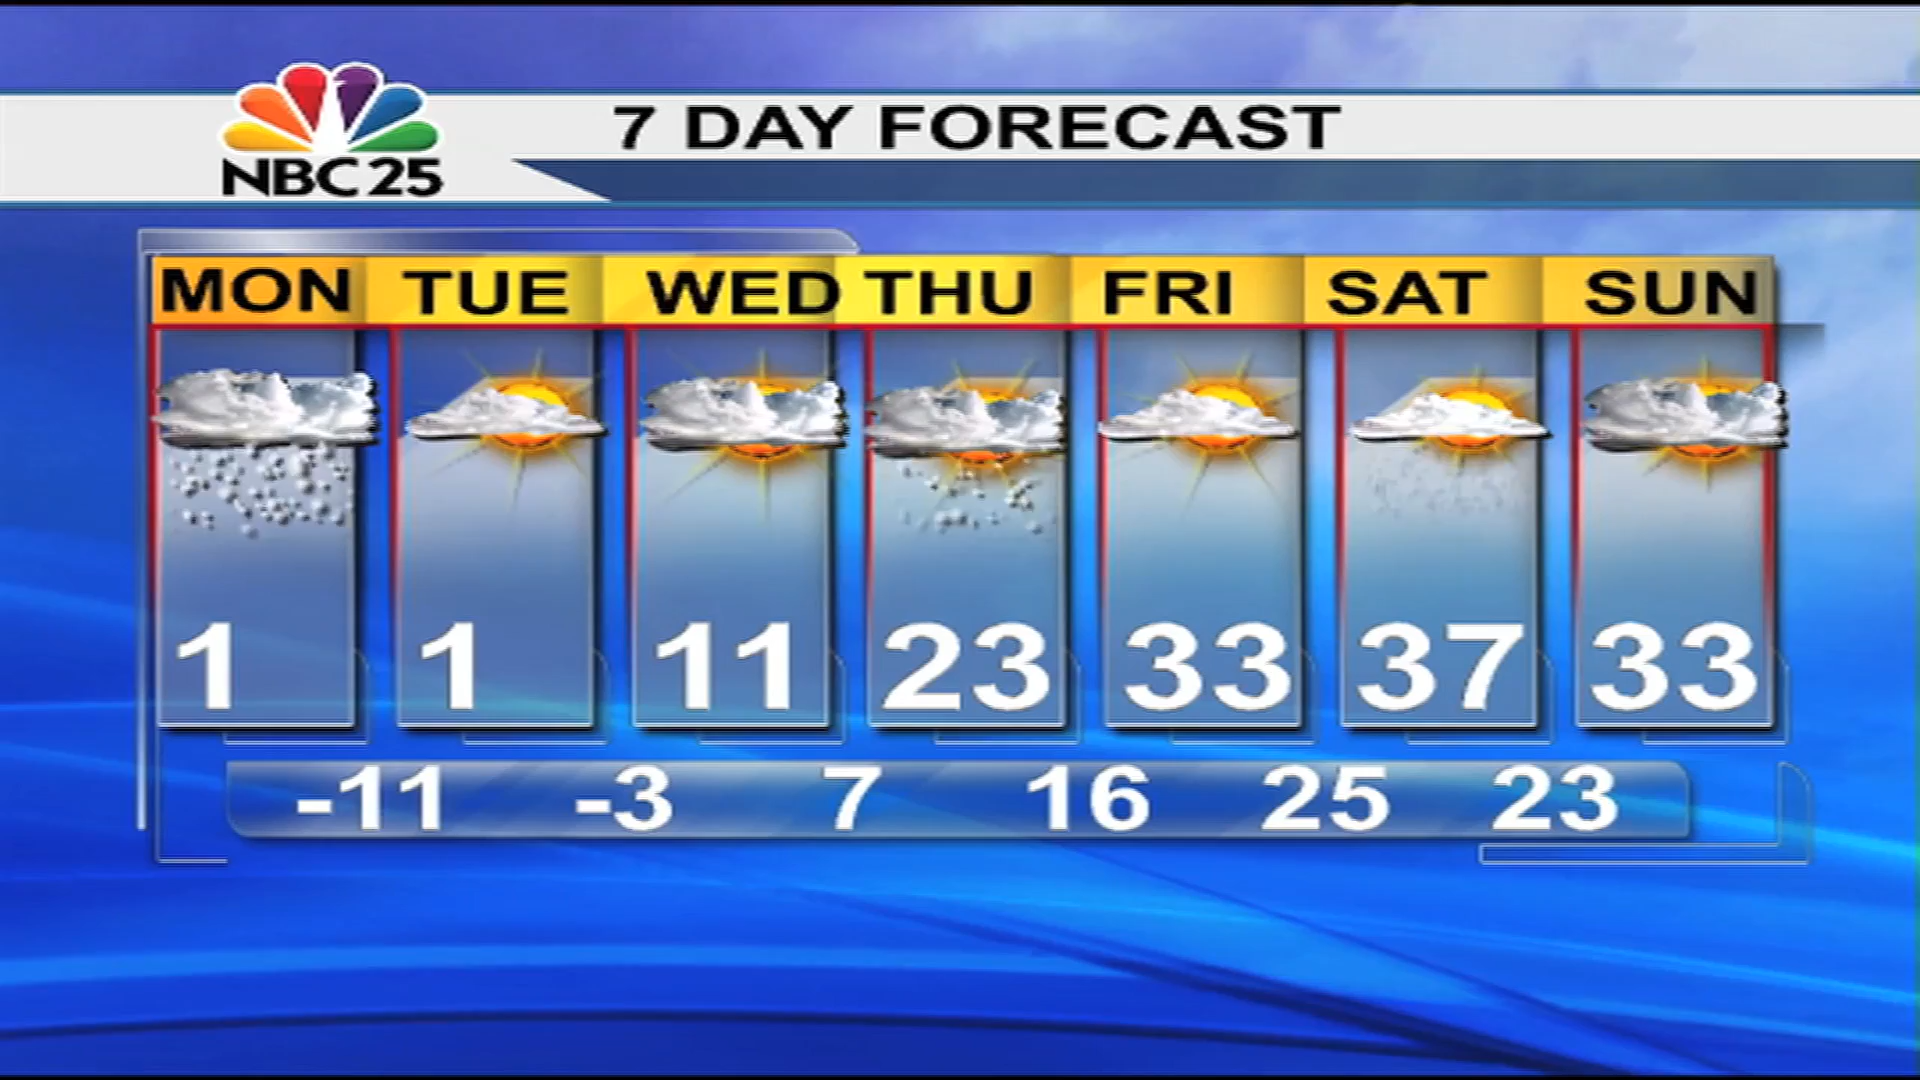 7 DAY FORECAST
NBC 25
MON TUE WED THU FRI SAT SUN
1 1 11 23 33 37 33
-11 -3 7 16 25 23